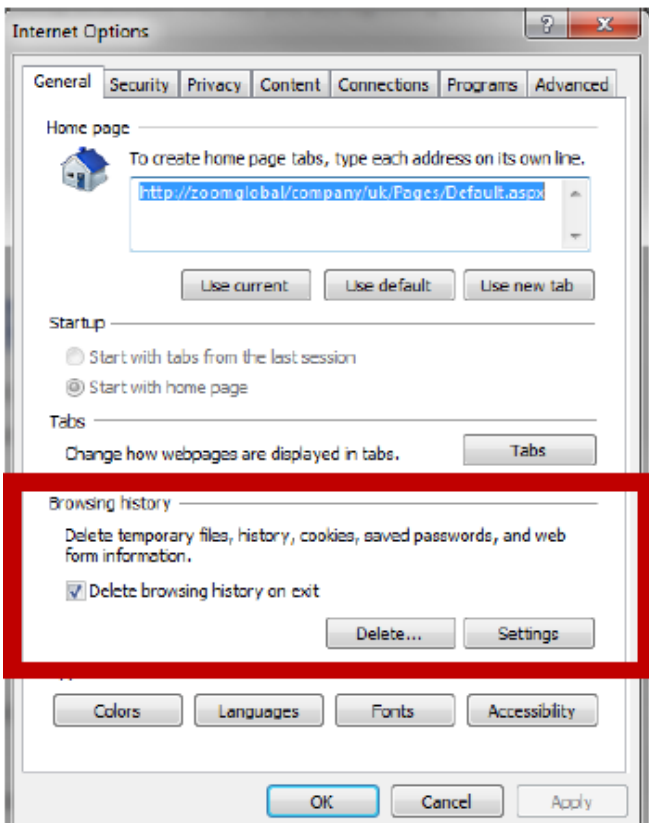 Internet Options
General Security Privacy Content Connections Programs Advanced
Home page
To create home page tabs, type each address on its own line.
http://zoomglobal/company/uk/Pages/Default.aspx
Use current Use default Use new tab
Startup
Start with tabs from the last session
Start with home page
Tabs
Change how webpages are displayed in tabs.
Tabs
Browsing history
Delete temporary files, history, cookies, saved passwords, and web
form information.
Delete browsing history on exit
Delete... Settings
Colors Languages Fonts Accessibility
OK Cancel Apply